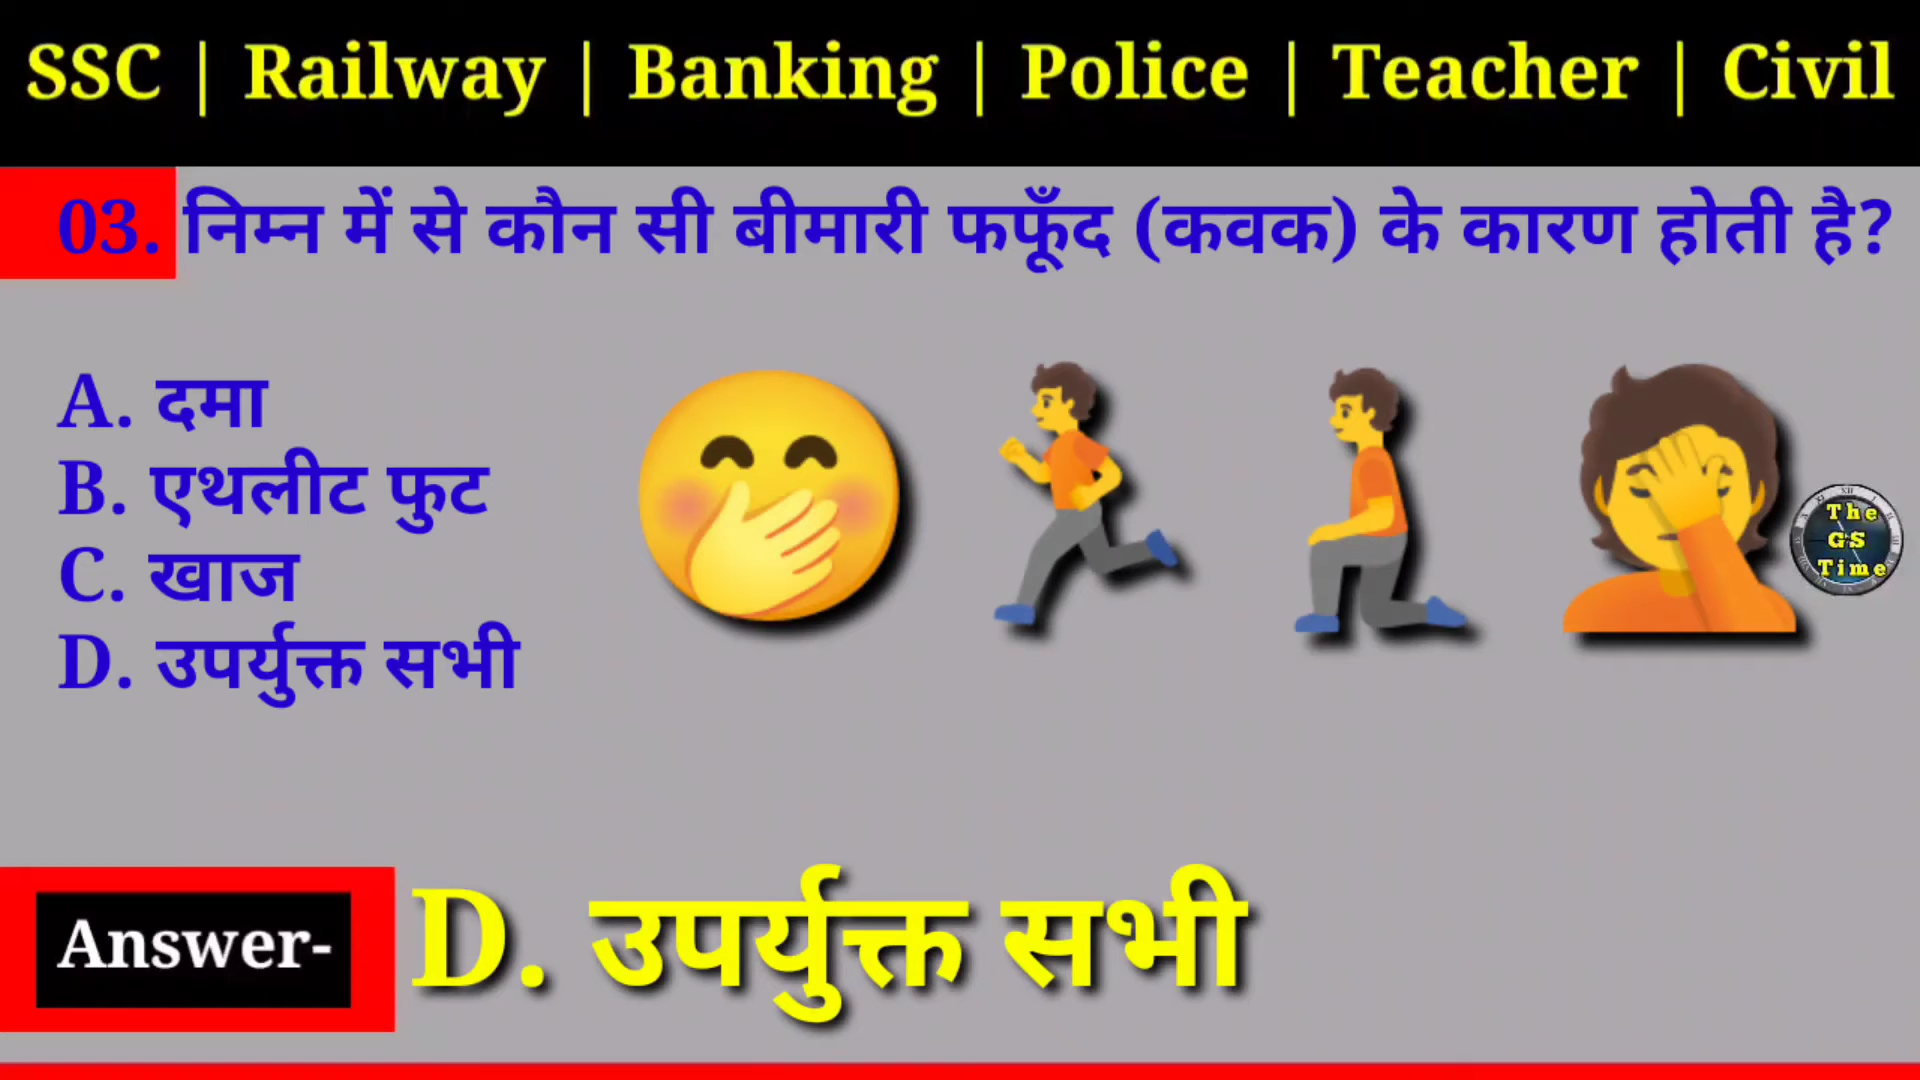 SSC | Railway | Banking | Police | Teacher | Civil
03. निम्न में से कौन सी बीमारी फफूँद (कवक) के कारण होती है?
A. दमा
B. एथलीट फुट
C. खाज
D. उपर्युक्त सभी
The
GS
Time
Answer- D. उपर्युक्त सभी